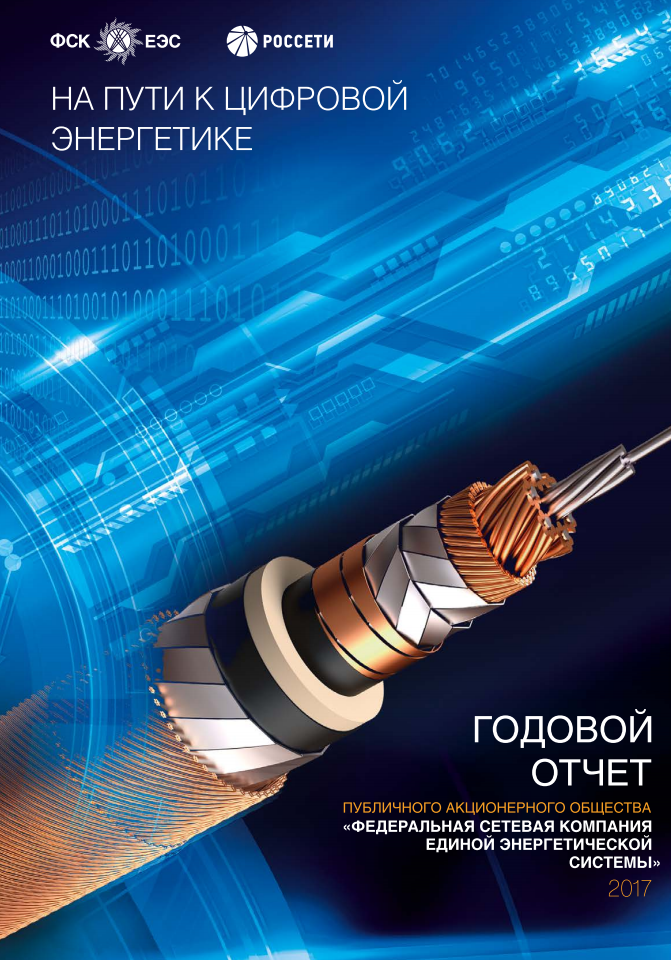 ФСК ЕЭС РОССЕТИ
НА ПУТИ К ЦИФРОВОЙ
ЭНЕРГЕТИКЕ
ГОДОВОЙ
ОТЧЕТ
ПУБЛИЧНОГО АКЦИОНЕРНОГО ОБЩЕСТВА
«ФЕДЕРАЛЬНАЯ СЕТЕВАЯ КОМПАНИЯ
ЕДИНОЙ ЭНЕРГЕТИЧЕСКОЙ
СИСТЕМЫ»
2017